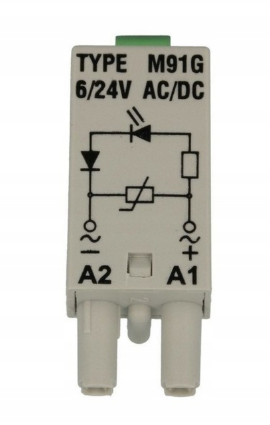 TYPE M91G
6/24V AC/DC
~ ~
− +
A2 A1